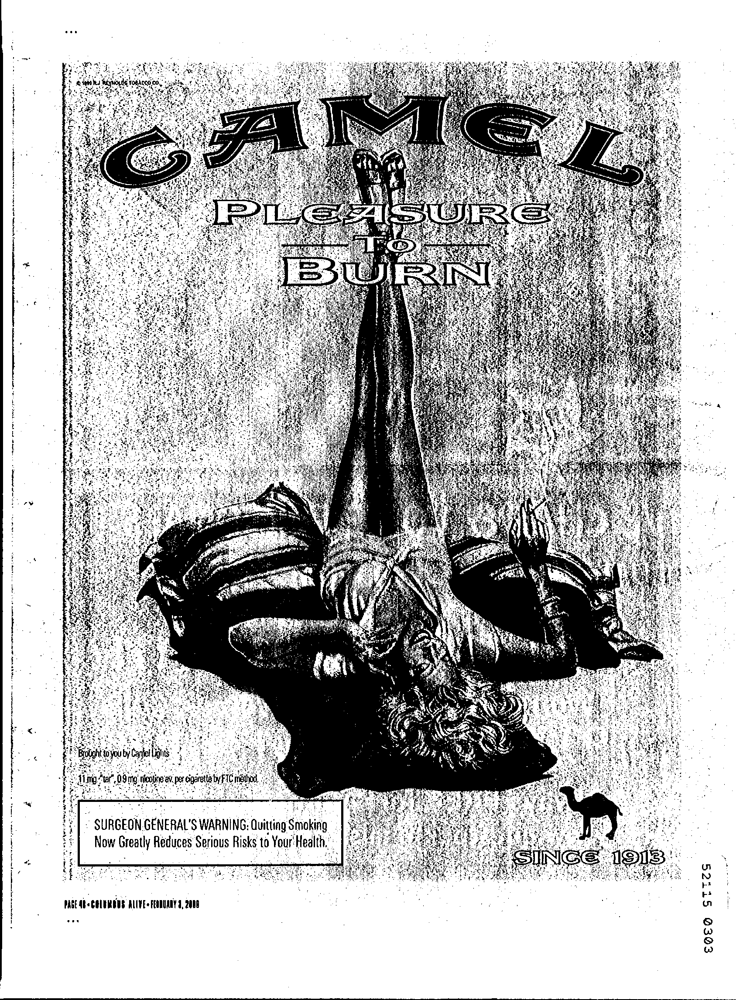 © 1999 R.J. REYNOLDS TOBACCO CO.
CAMEL
PLEASURE
TO
BURN
Brought to you by Camel Lights
11 mg. "tar", 0.9 mg. nicotine av. per cigarette by FTC method.
SURGEON GENERAL'S WARNING: Quitting Smoking
Now Greatly Reduces Serious Risks to Your Health.
SINCE 1913
PAGE 48 • COLUMBUS ALIVE • FEBRUARY 3, 2000
52115 0303